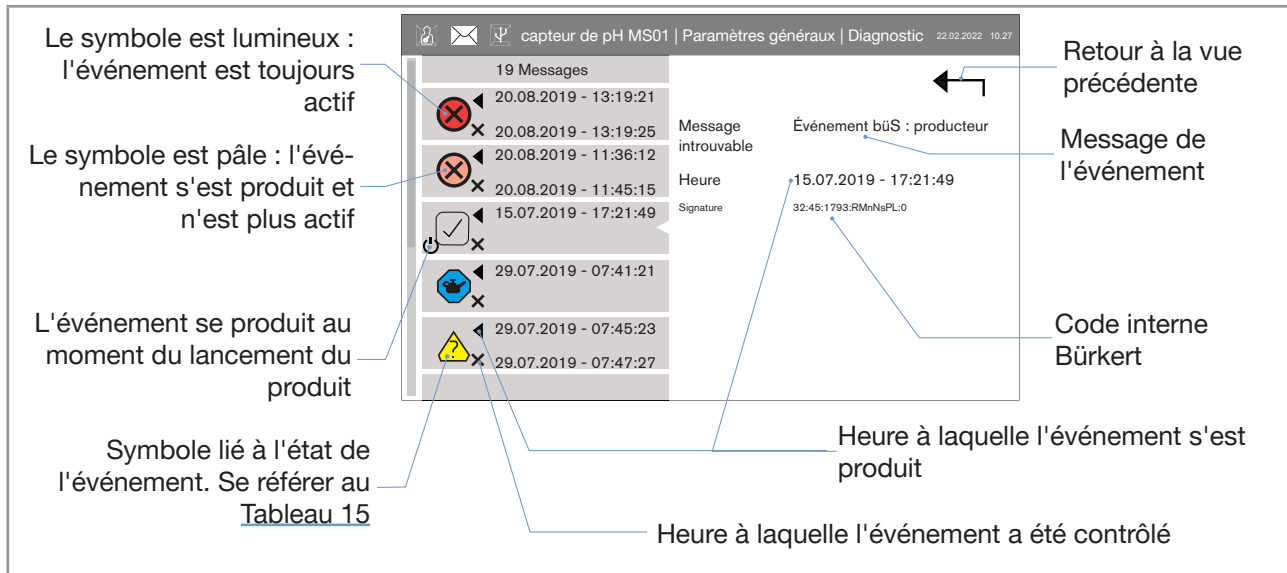 Le symbole est lumineux :
l'événement est toujours
actif
Le symbole est pâle : l'évé-
nement s'est produit et
n'est plus actif
L'événement se produit au
moment du lancement du
produit
Symbole lié à l'état de
l'événement. Se référer au
Tableau 15
capteur de pH MS01 | Paramètres généraux | Diagnostic 22.02.2022 10.27
19 Messages
20.08.2019 - 13:19:21
20.08.2019 - 13:19:25
20.08.2019 - 11:36:12
20.08.2019 - 11:45:15
15.07.2019 - 17:21:49
29.07.2019 - 07:41:21
?
29.07.2019 - 07:45:23
29.07.2019 - 07:47:27
Message
introuvable
Événement büS : producteur
Heure
15.07.2019 - 17:21:49
Signature
32:45:1793:RMnNsPL:0
Retour à la vue
précédente
Message de
l'événement
Code interne
Bürkert
Heure à laquelle l'événement s'est
produit
Heure à laquelle l'événement a été contrôlé